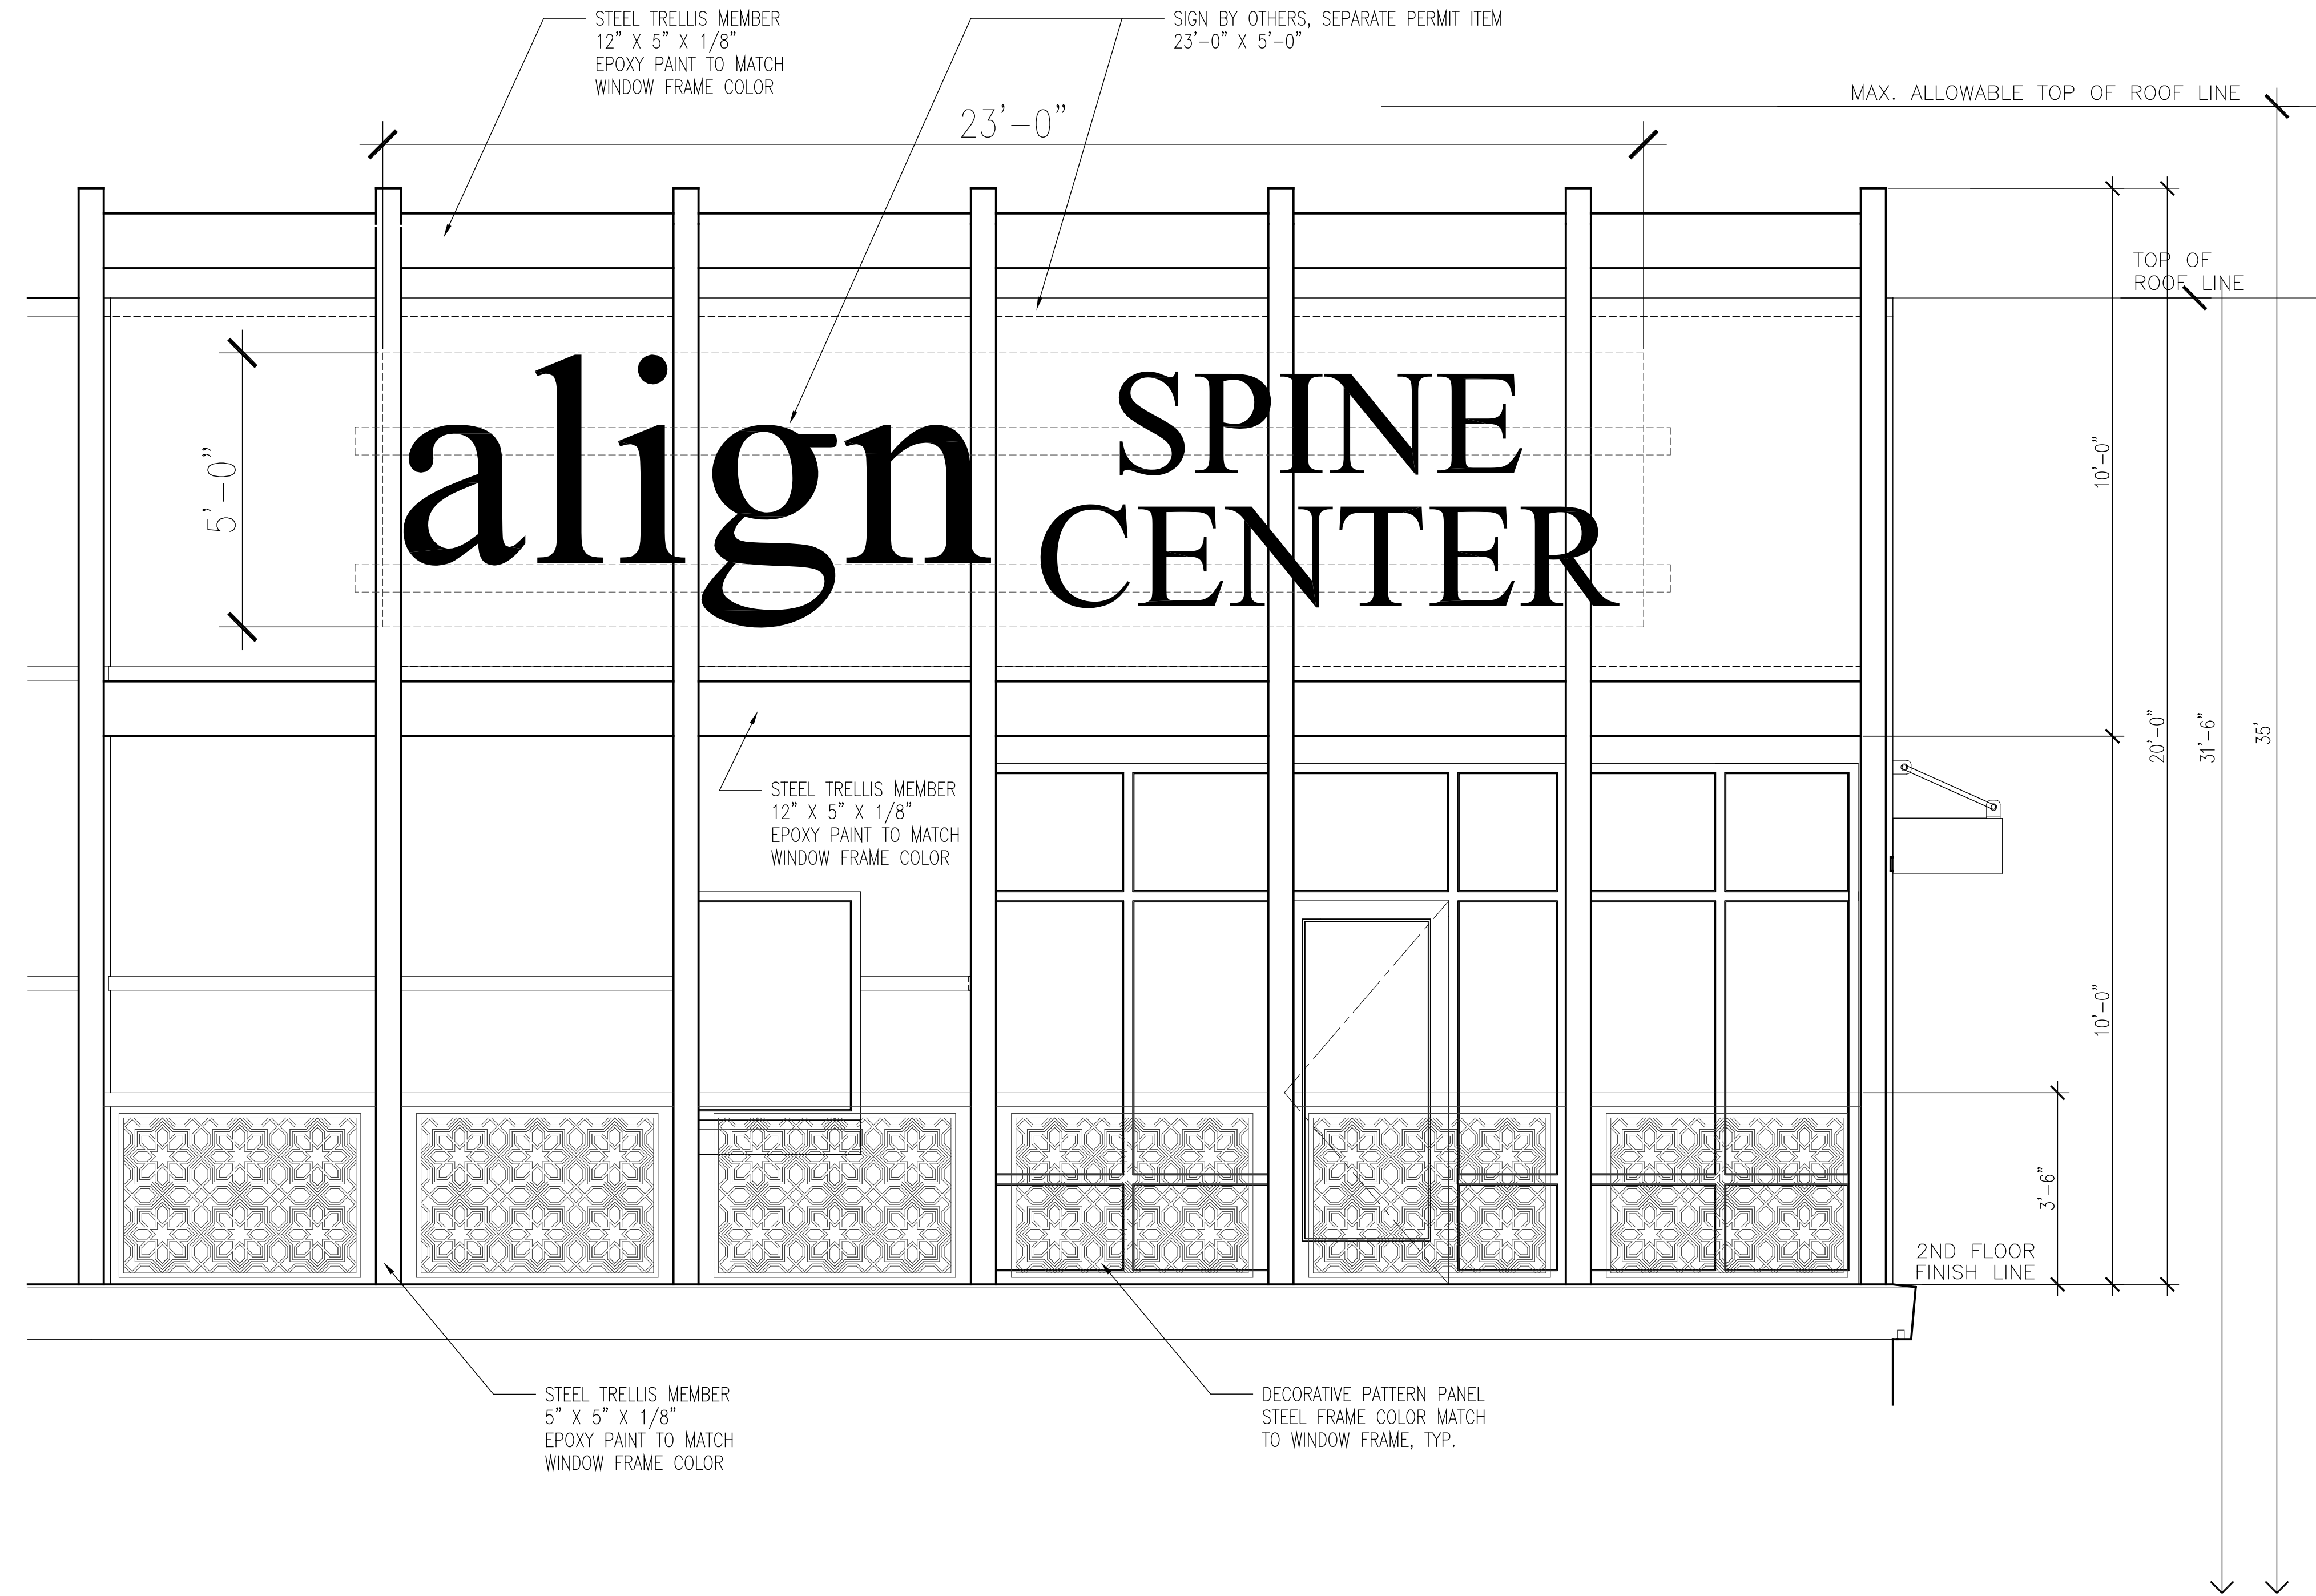 STEEL TRELLIS MEMBER
12" X 5" X 1/8"
EPOXY PAINT TO MATCH
WINDOW FRAME COLOR
SIGN BY OTHERS, SEPARATE PERMIT ITEM
23'-0" X 5'-0"
MAX. ALLOWABLE TOP OF ROOF LINE
23'-0"
TOP OF
ROOF LINE
5'-0"
align
SPINE
CENTER
10'-0"
20'-0"
31'-6"
35'
STEEL TRELLIS MEMBER
12" X 5" X 1/8"
EPOXY PAINT TO MATCH
WINDOW FRAME COLOR
10'-0"
3'-6"
2ND FLOOR
FINISH LINE
STEEL TRELLIS MEMBER
5" X 5" X 1/8"
EPOXY PAINT TO MATCH
WINDOW FRAME COLOR
DECORATIVE PATTERN PANEL
STEEL FRAME COLOR MATCH
TO WINDOW FRAME, TYP.